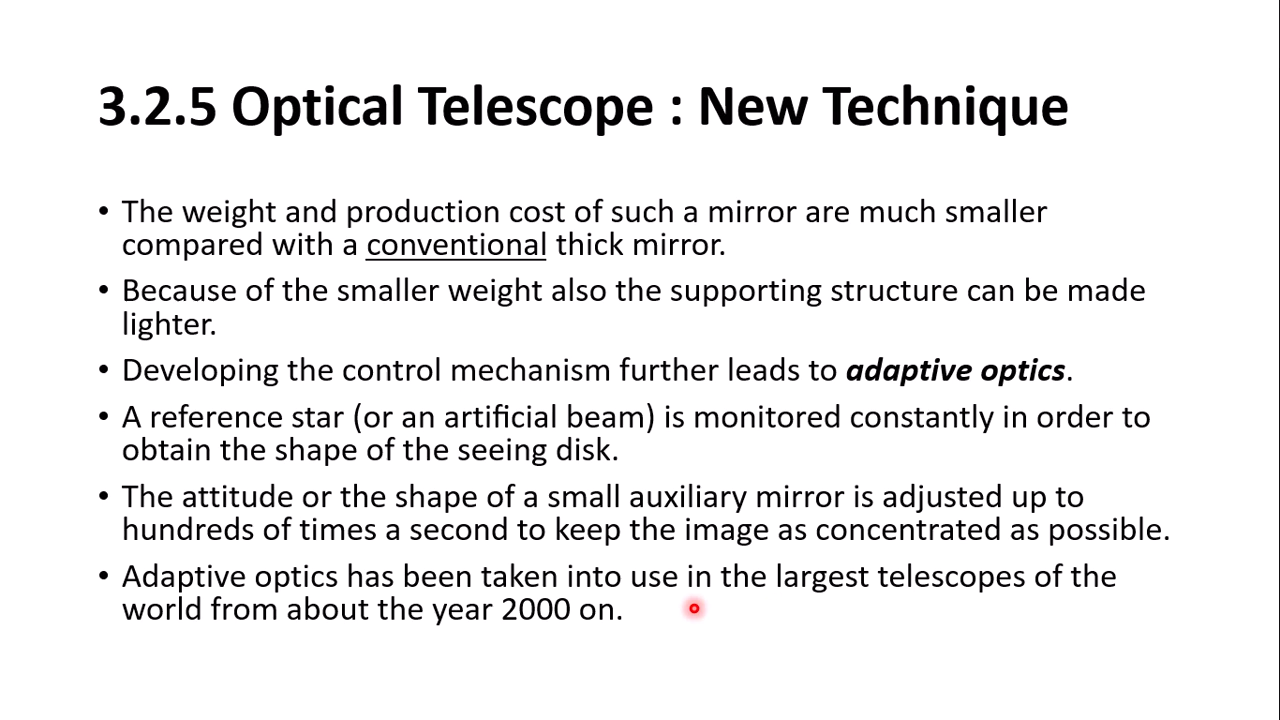 3.2.5 Optical Telescope : New Technique
• The weight and production cost of such a mirror are much smaller
compared with a conventional thick mirror.
• Because of the smaller weight also the supporting structure can be made
lighter.
• Developing the control mechanism further leads to adaptive optics.
• A reference star (or an artificial beam) is monitored constantly in order to
obtain the shape of the seeing disk.
• The attitude or the shape of a small auxiliary mirror is adjusted up to
hundreds of times a second to keep the image as concentrated as possible.
• Adaptive optics has been taken into use in the largest telescopes of the
world from about the year 2000 on.